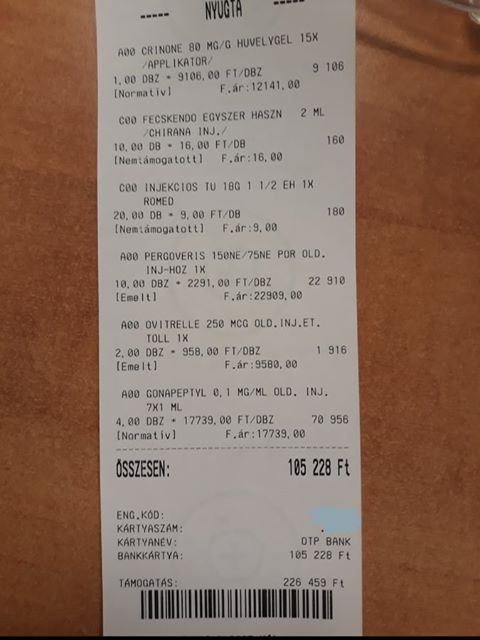 ----- NYUGTA -----
A00 CRINONE 80 MG/G HUVELYGEL 15X
/APPLIKATOR/
1,00 DBZ * 9106,00 FT/DBZ 9 106
[Normatív] F.ár:12141,00
C00 FECSKENDO EGYSZER HASZN 2 ML
/CHIRANA INJ./
10,00 DB * 16,00 FT/DB 160
[Nemtámogatott] F.ár:16,00
C00 INJEKCIOS TU 18G 1 1/2 EH 1X
ROMED
20,00 DB * 9,00 FT/DB 180
[Nemtámogatott] F.ár:9,00
A00 PERGOVERIS 150NE/75NE POR OLD.
INJ-HOZ 1X
10,00 DBZ * 2291,00 FT/DBZ 22 910
[Emelt] F.ár:22909,00
A00 OVITRELLE 250 MCG OLD.INJ.ET.
TOLL 1X
2,00 DBZ * 958,00 FT/DBZ 1 916
[Emelt] F.ár:9580,00
A00 GONAPEPTYL 0,1 MG/ML OLD. INJ.
7X1 ML
4,00 DBZ * 17739,00 FT/DBZ 70 956
[Normatív] F.ár:17739,00
ÖSSZESEN: 105 228 Ft
ENG.KÓD:
KÁRTYASZÁM:
KÁRTYANÉV: OTP BANK
BANKKÁRTYA: 105 228 Ft
TÁMOGATÁS: 226 459 Ft